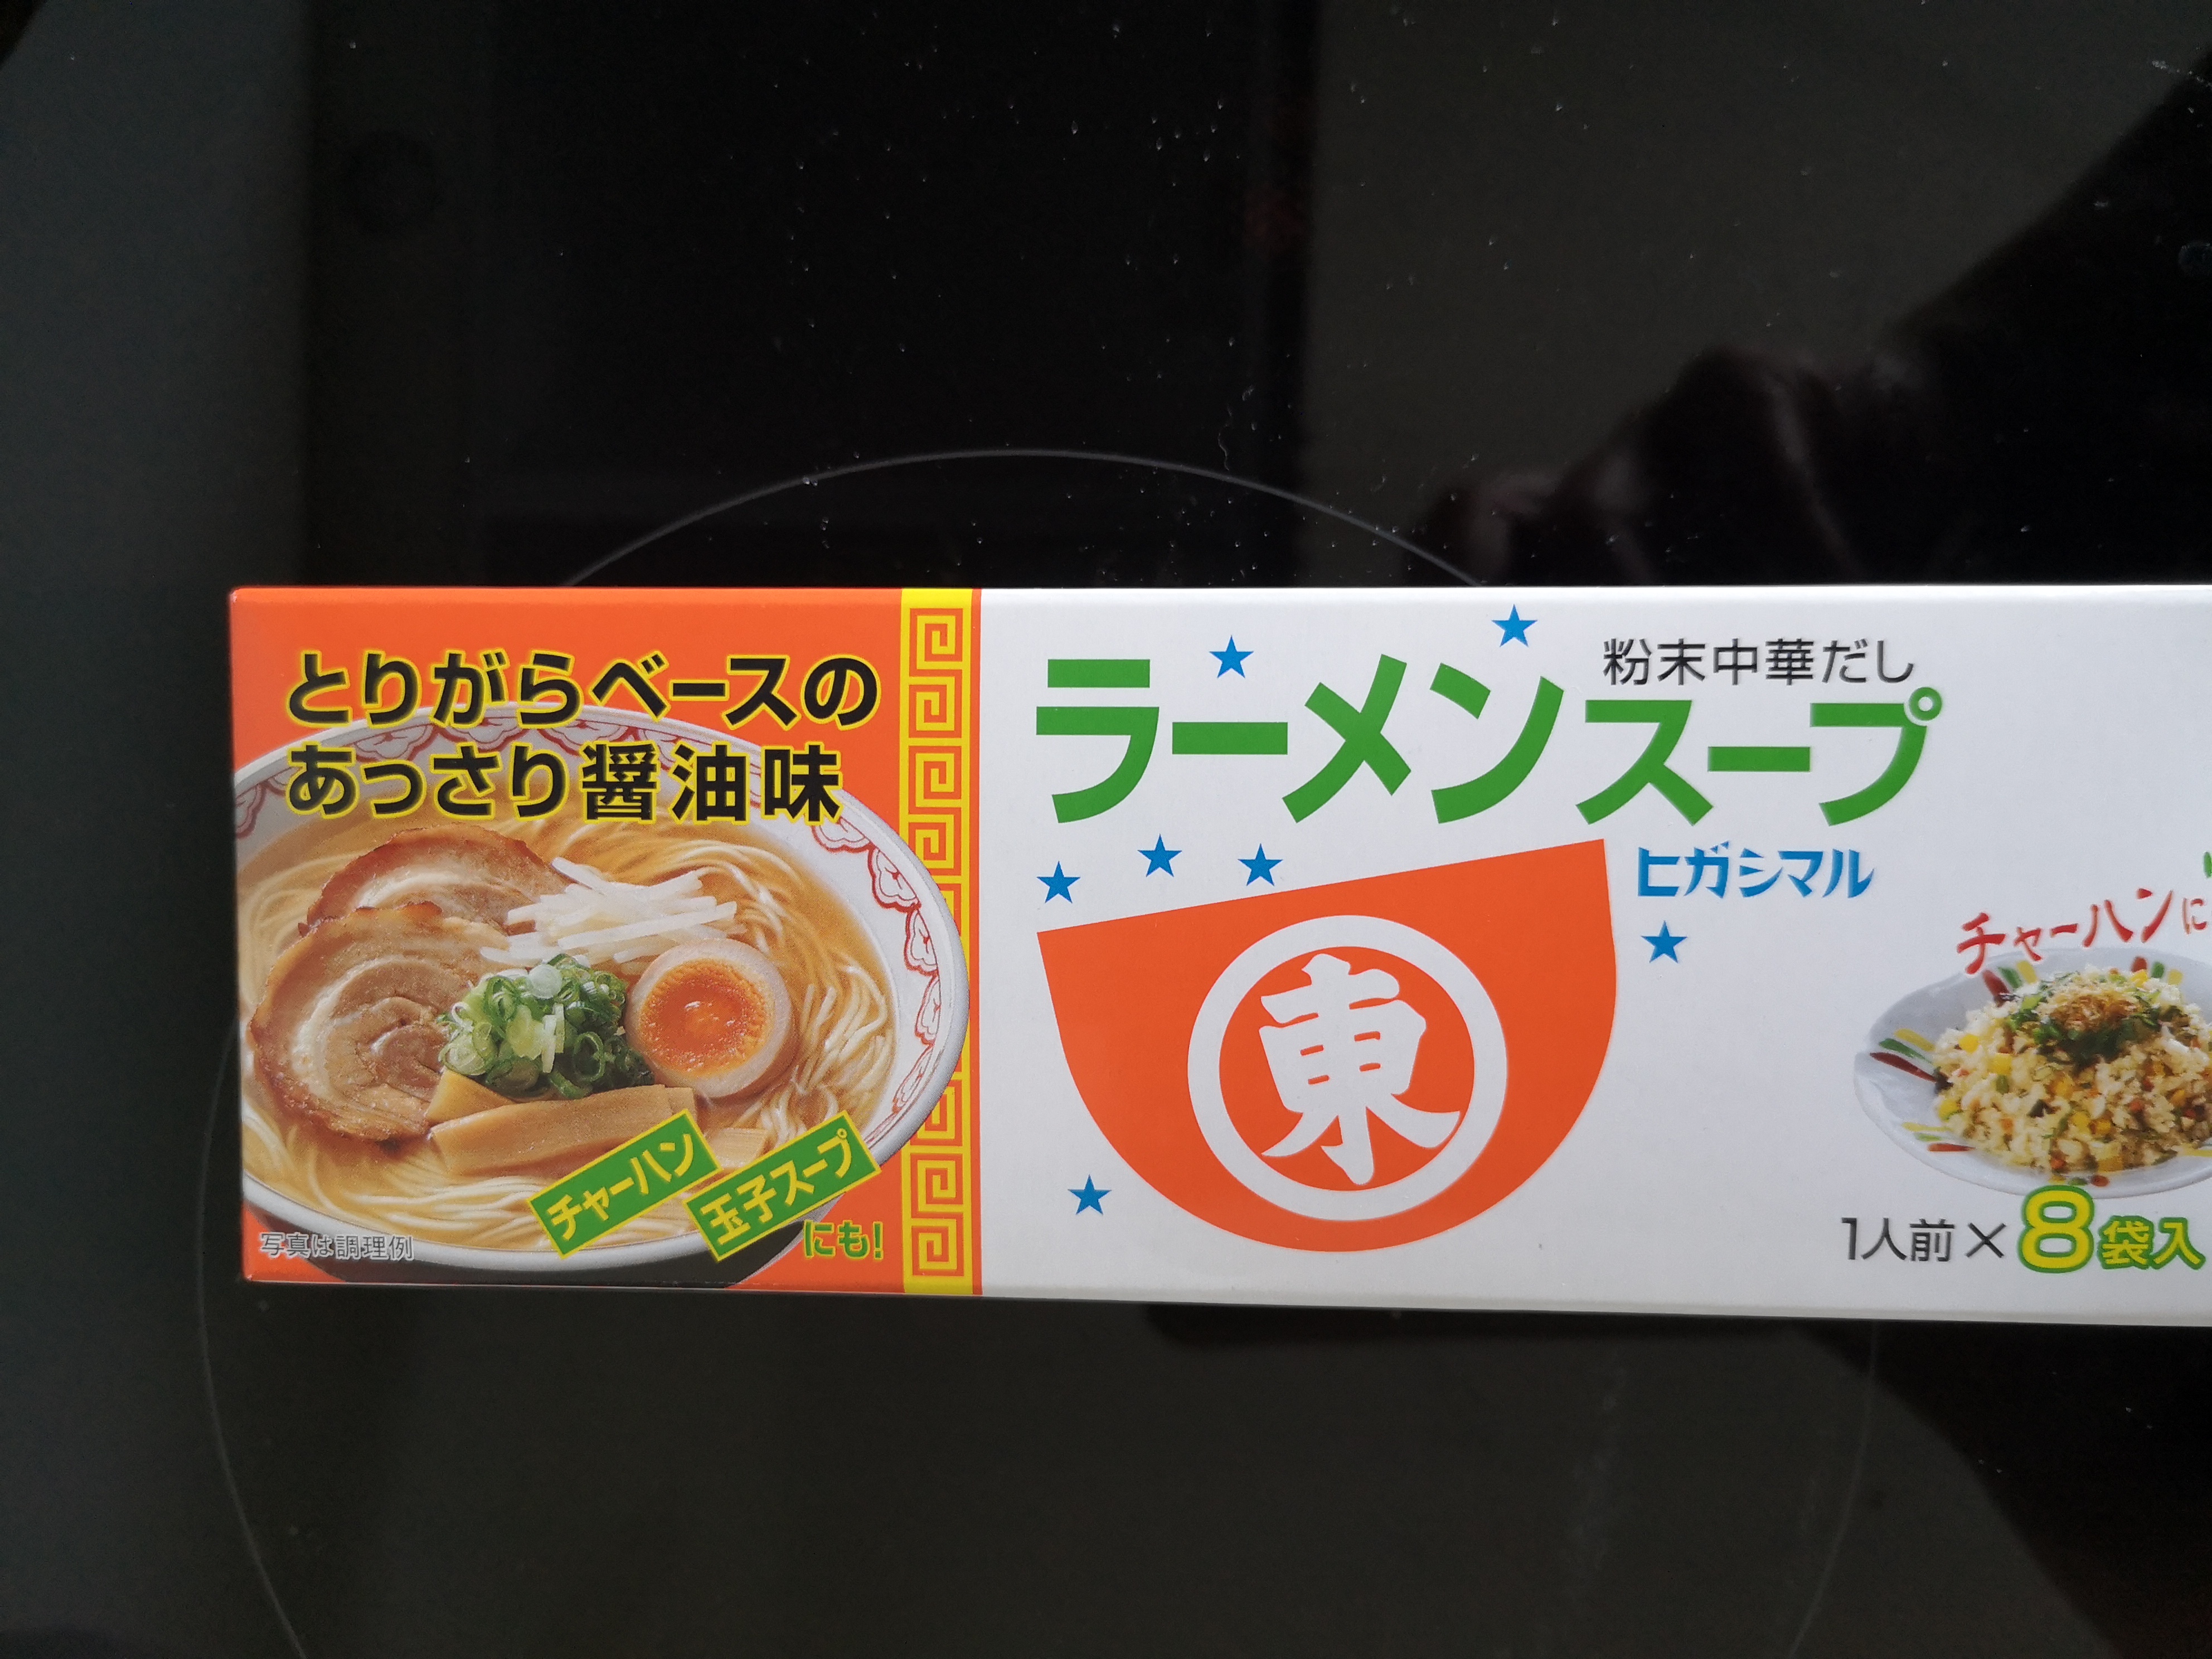 とりがらベースの
あっさり醤油味
チャーハン
玉子スープ
にも!
写真は調理例
粉末中華だし
ラーメンスープ
ヒガシマル
東
チャーハンに
1人前×8袋入